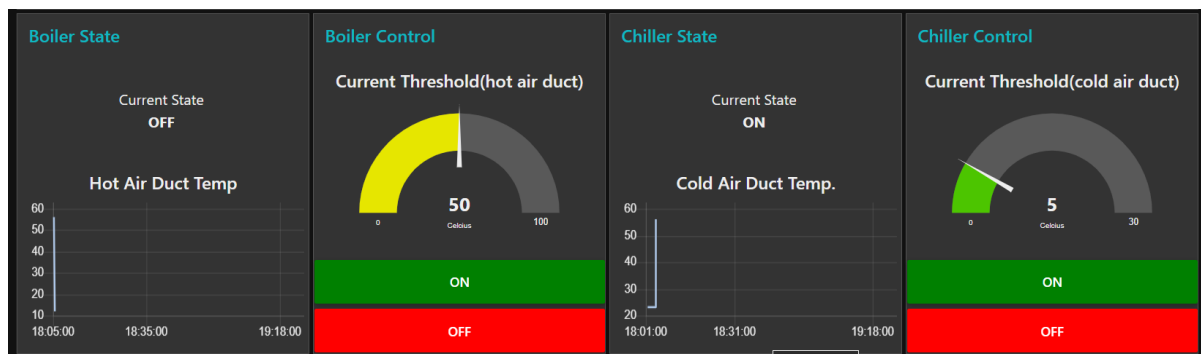 Boiler State
Current State
OFF
Hot Air Duct Temp
60
50
40
30
20
10
18:05:00 18:35:00 19:18:00
Boiler Control
Current Threshold(hot air duct)
50
0 Celcius 100
ON
OFF
Chiller State
Current State
ON
Cold Air Duct Temp.
60
50
40
30
20
18:01:00 18:31:00 19:18:00
Chiller Control
Current Threshold(cold air duct)
5
0 Celcius 30
ON
OFF